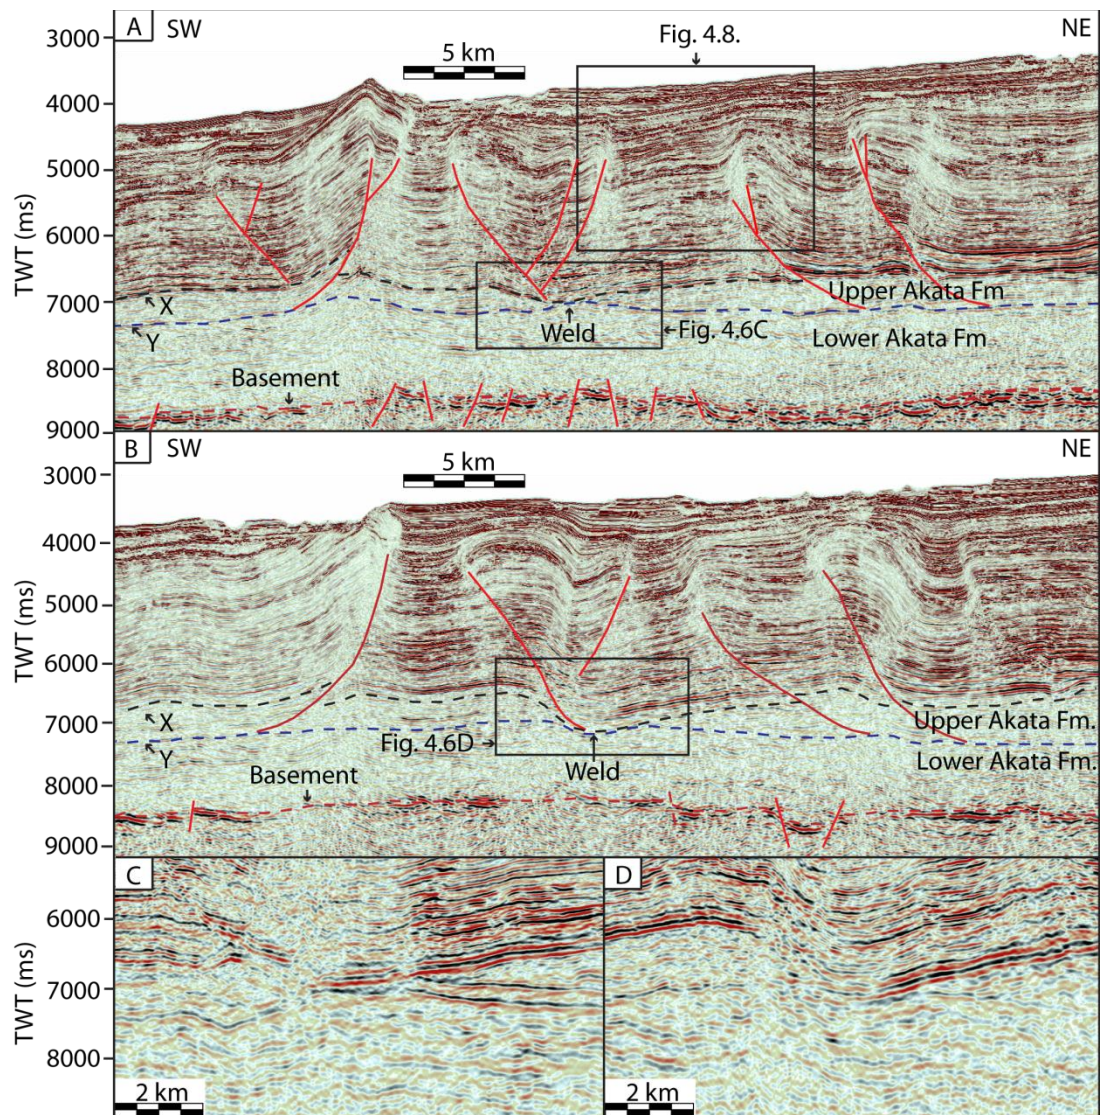 A SW NE
Fig. 4.8.
5 km
3000
4000
5000
6000
7000
8000
9000
TWT (ms)
X
Y
Upper Akata Fm
Weld
Fig. 4.6C
Lower Akata Fm
Basement
B SW NE
5 km
3000
4000
5000
6000
7000
8000
9000
TWT (ms)
X
Y
Upper Akata Fm.
Fig. 4.6D
Lower Akata Fm.
Weld
Basement
C D
6000
7000
8000
TWT (ms)
2 km 2 km